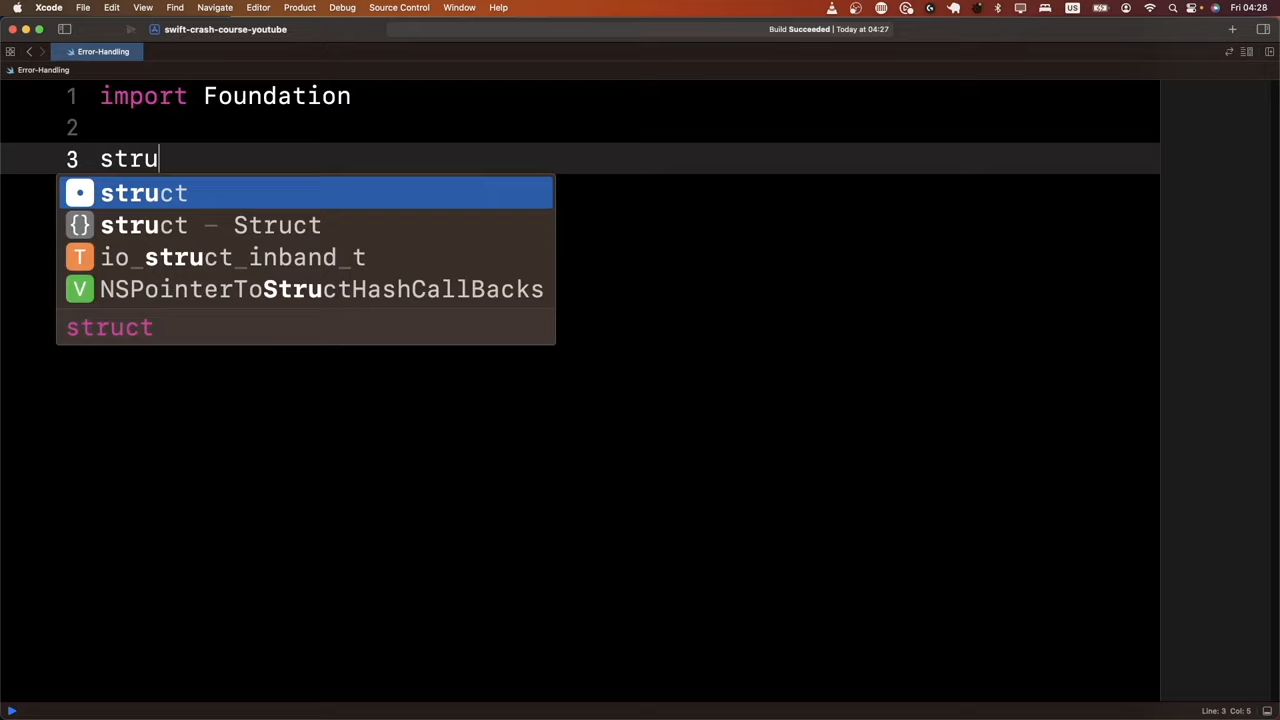 Xcode File Edit View Find Navigate Editor Product Debug Source Control Window Help US Fri 04:28
swift-crash-course-youtube Build Succeeded | Today at 04:27
Error-Handling
Error-Handling
1 import Foundation
2
3 stru
struct
{} struct – Struct
T io_struct_inband_t
V NSPointerToStructHashCallBacks
struct
Line: 3 Col: 5